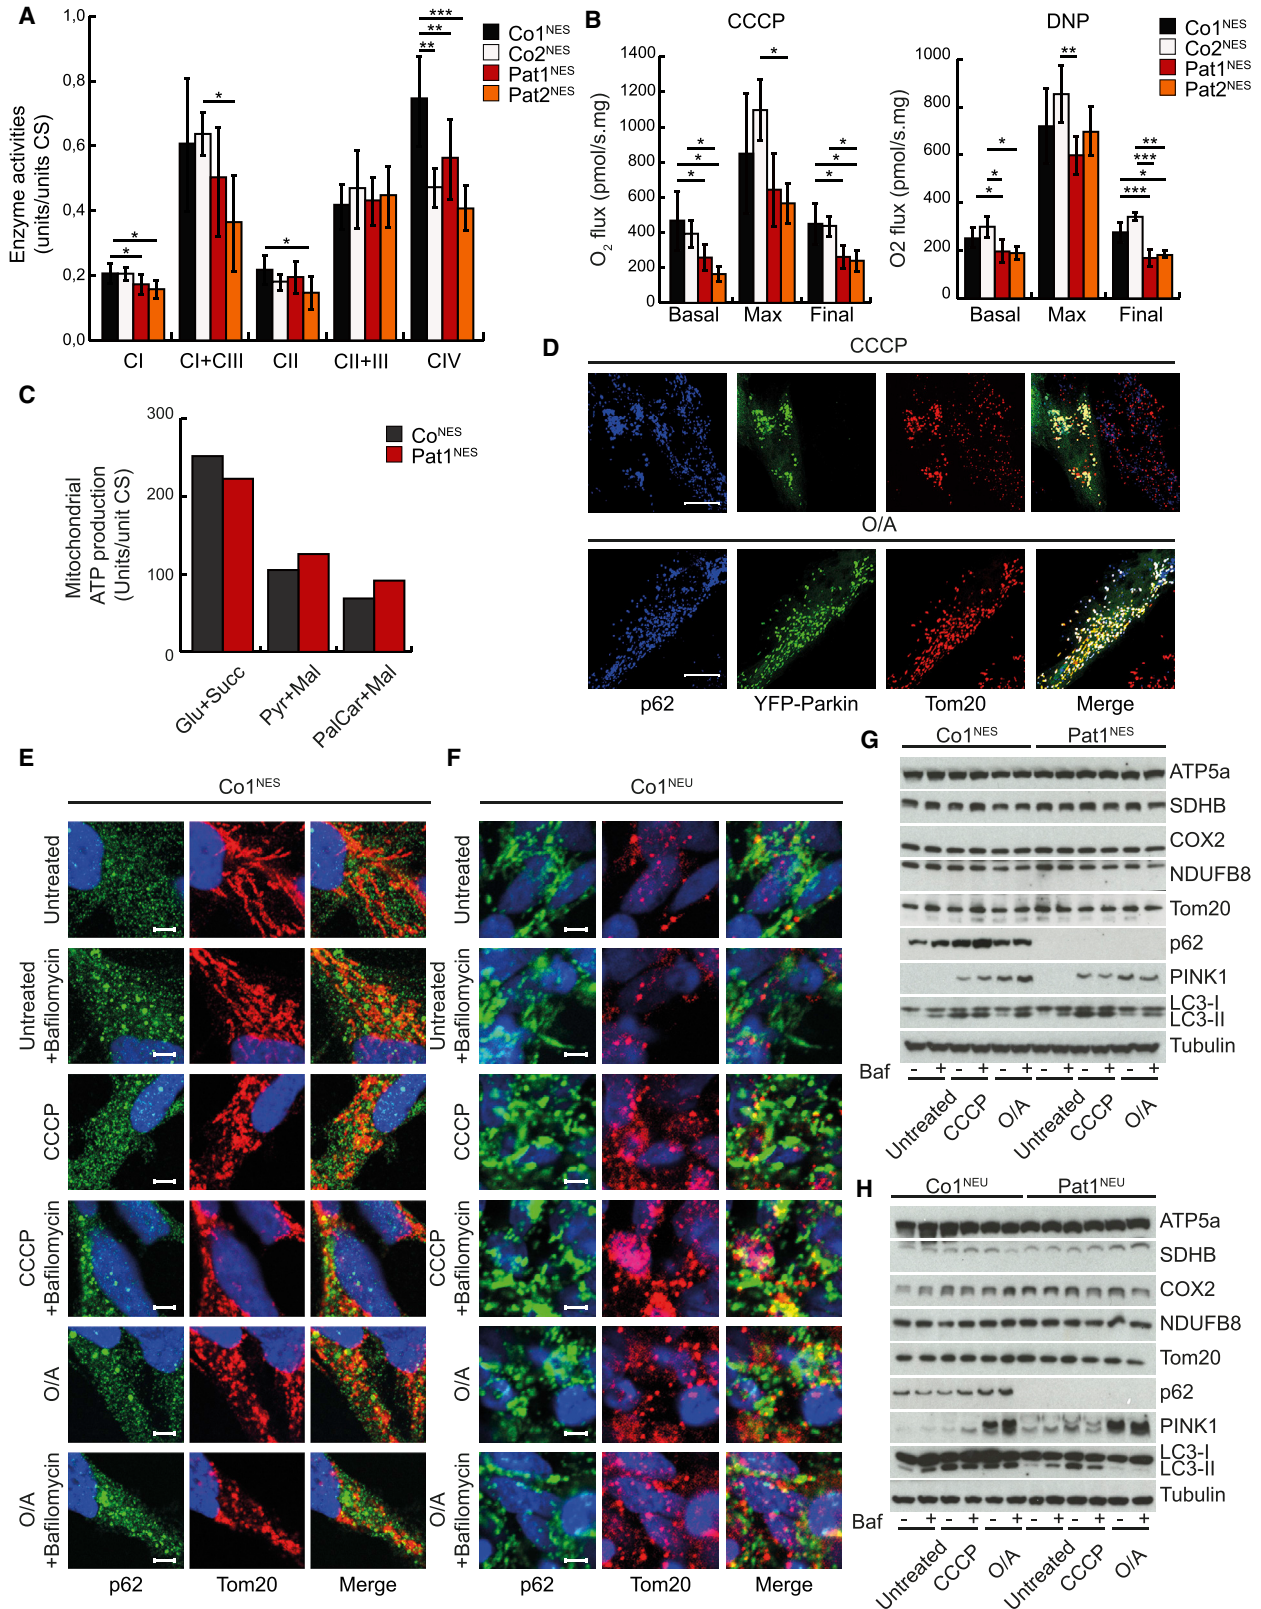 A
1,0
0,8
0,6
0,4
0,2
0,0
Enzyme activities
(units/units CS)
* * * * ** ** ***
CI CI+CIII CII CII+III CIV
Co1NES
Co2NES
Pat1NES
Pat2NES
B
CCCP
1400
1200
1000
800
600
400
200
0
O2 flux (pmol/s.mg)
* * * * * * *
Basal Max Final
DNP
1000
800
600
400
200
0
O2 flux (pmol/s.mg)
* * * ** ** *** * ***
Basal Max Final
Co1NES
Co2NES
Pat1NES
Pat2NES
C
300
200
100
0
Mitochondrial
ATP production
(Units/unit CS)
CoNES
Pat1NES
Glu+Succ
Pyr+Mal
PalCar+Mal
D
CCCP
O/A
p62 YFP-Parkin Tom20 Merge
E
Co1NES
Untreated
Untreated
+Bafilomycin
CCCP
CCCP
+Bafilomycin
O/A
O/A
+Bafilomycin
p62 Tom20 Merge
F
Co1NEU
Untreated
Untreated
+Bafilomycin
CCCP
CCCP
+Bafilomycin
O/A
O/A
+Bafilomycin
p62 Tom20 Merge
G
Co1NES Pat1NES
ATP5a
SDHB
COX2
NDUFB8
Tom20
p62
PINK1
LC3-I
LC3-II
Tubulin
Baf - + - + - + - + - + - +
Untreated CCCP O/A Untreated CCCP O/A
H
Co1NEU Pat1NEU
ATP5a
SDHB
COX2
NDUFB8
Tom20
p62
PINK1
LC3-I
LC3-II
Tubulin
Baf - + - + - + - + - + - +
Untreated CCCP O/A Untreated CCCP O/A